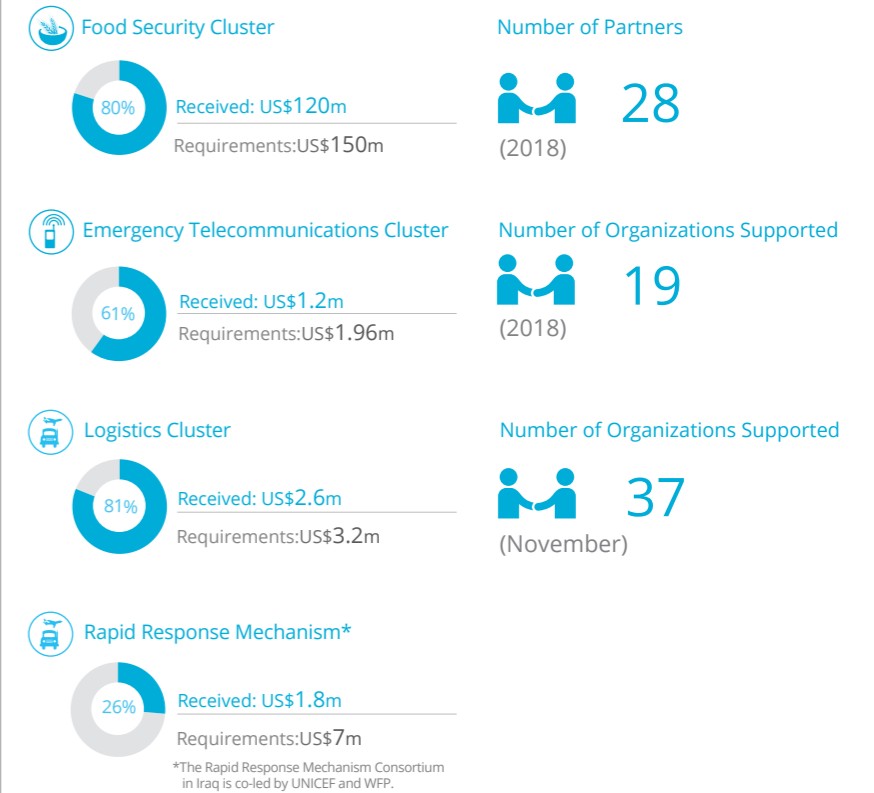 Food Security Cluster
Number of Partners
80%
Received: US$120m
Requirements:US$150m
28
(2018)
Emergency Telecommunications Cluster
Number of Organizations Supported
61%
Received: US$1.2m
Requirements:US$1.96m
19
(2018)
Logistics Cluster
Number of Organizations Supported
81%
Received: US$2.6m
Requirements:US$3.2m
37
(November)
Rapid Response Mechanism*
26%
Received: US$1.8m
Requirements:US$7m
*The Rapid Response Mechanism Consortium
in Iraq is co-led by UNICEF and WFP.